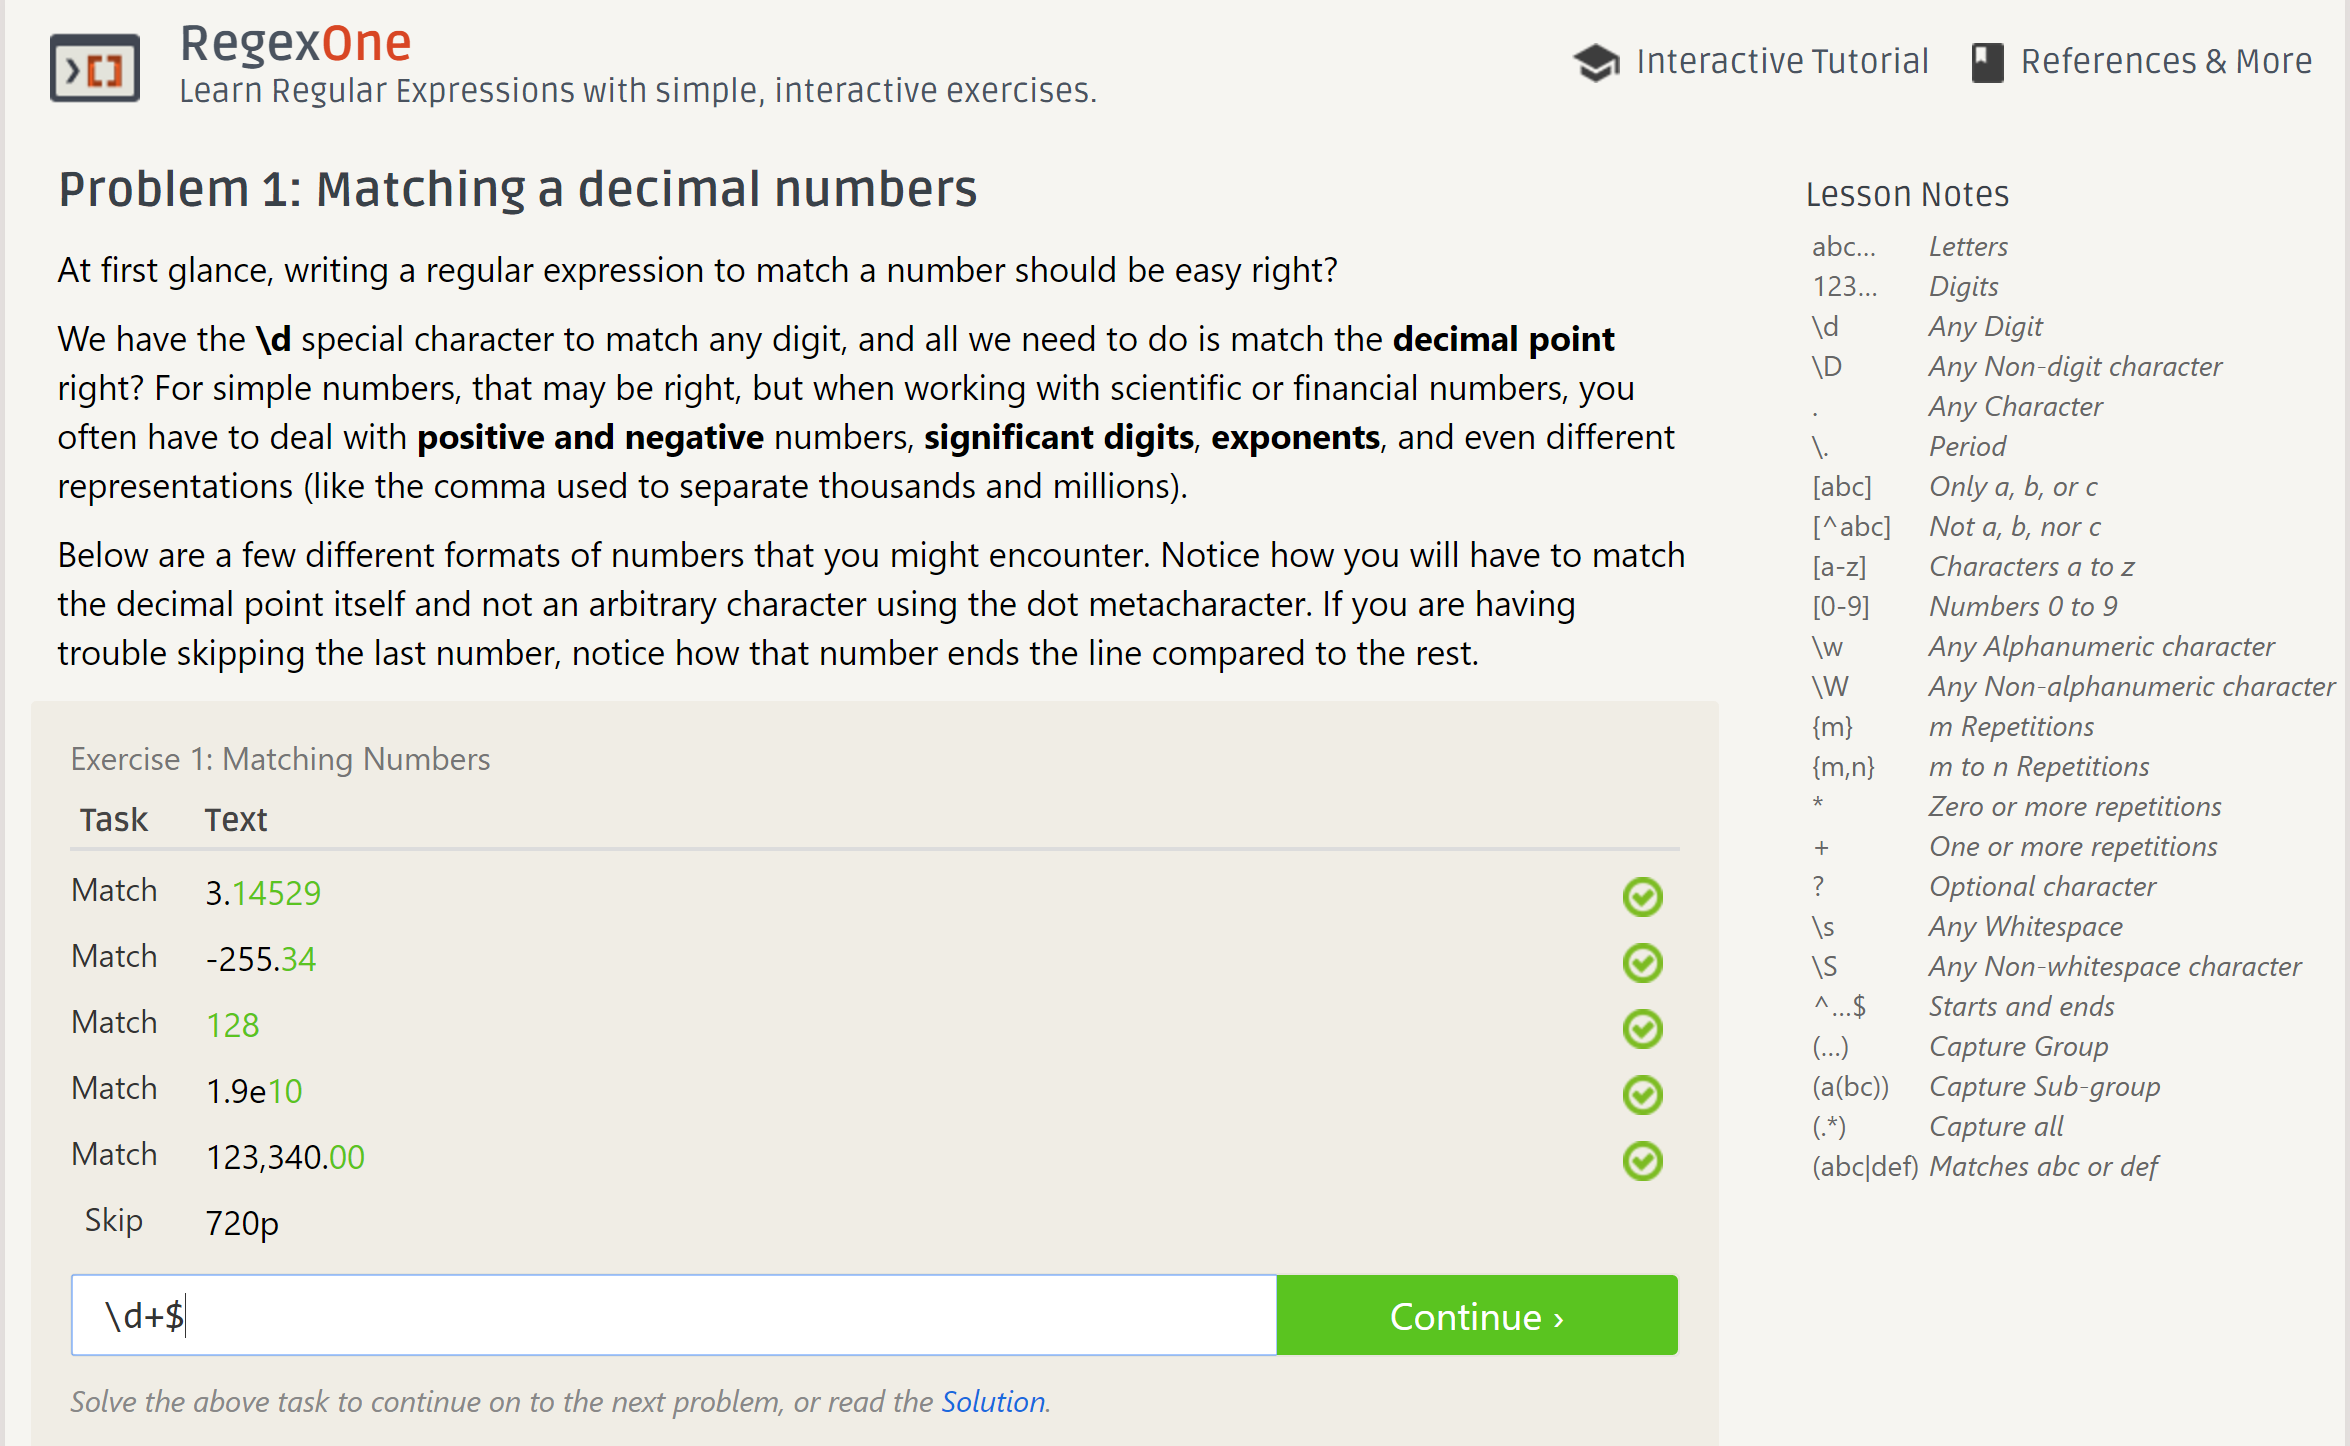 RegexOne
Learn Regular Expressions with simple, interactive exercises.
Interactive Tutorial
References & More
Problem 1: Matching a decimal numbers
At first glance, writing a regular expression to match a number should be easy right?
We have the \d special character to match any digit, and all we need to do is match the decimal point
right? For simple numbers, that may be right, but when working with scientific or financial numbers, you
often have to deal with positive and negative numbers, significant digits, exponents, and even different
representations (like the comma used to separate thousands and millions).
Below are a few different formats of numbers that you might encounter. Notice how you will have to match
the decimal point itself and not an arbitrary character using the dot metacharacter. If you are having
trouble skipping the last number, notice how that number ends the line compared to the rest.
Exercise 1: Matching Numbers
Task Text
Match 3.14529
Match -255.34
Match 128
Match 1.9e10
Match 123,340.00
Skip 720p
\d+$
Continue ›
Solve the above task to continue on to the next problem, or read the Solution.
Lesson Notes
abc… Letters
123… Digits
\d Any Digit
\D Any Non-digit character
. Any Character
\. Period
[abc] Only a, b, or c
[^abc] Not a, b, nor c
[a-z] Characters a to z
[0-9] Numbers 0 to 9
\w Any Alphanumeric character
\W Any Non-alphanumeric character
{m} m Repetitions
{m,n} m to n Repetitions
* Zero or more repetitions
+ One or more repetitions
? Optional character
\s Any Whitespace
\S Any Non-whitespace character
^…$ Starts and ends
(…) Capture Group
(a(bc)) Capture Sub-group
(.*) Capture all
(abc|def) Matches abc or def